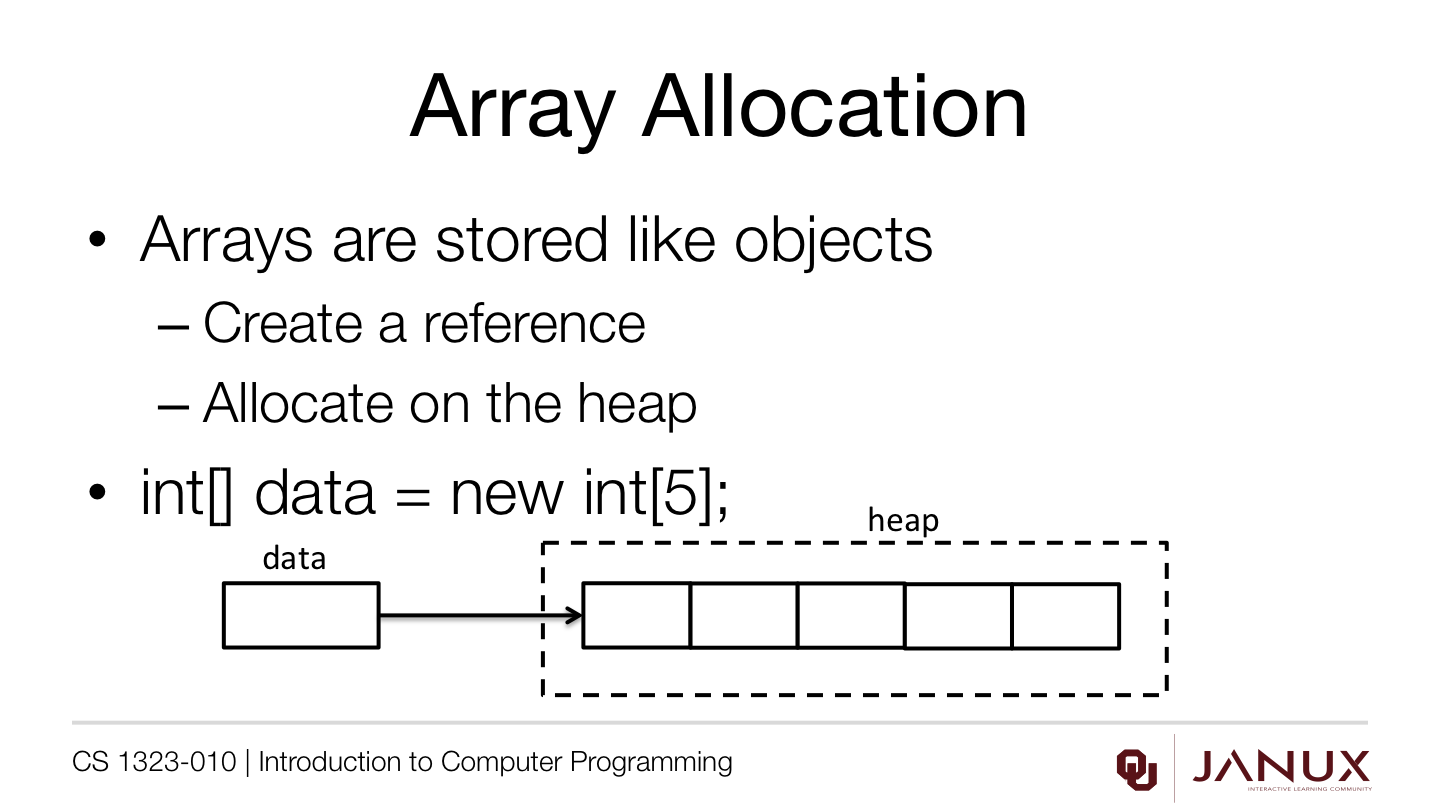 Array Allocation
• Arrays are stored like objects
– Create a reference
– Allocate on the heap
• int[] data = new int[5];
heap
data
CS 1323-010 | Introduction to Computer Programming
OU
JANUX
INTERACTIVE LEARNING COMMUNITY